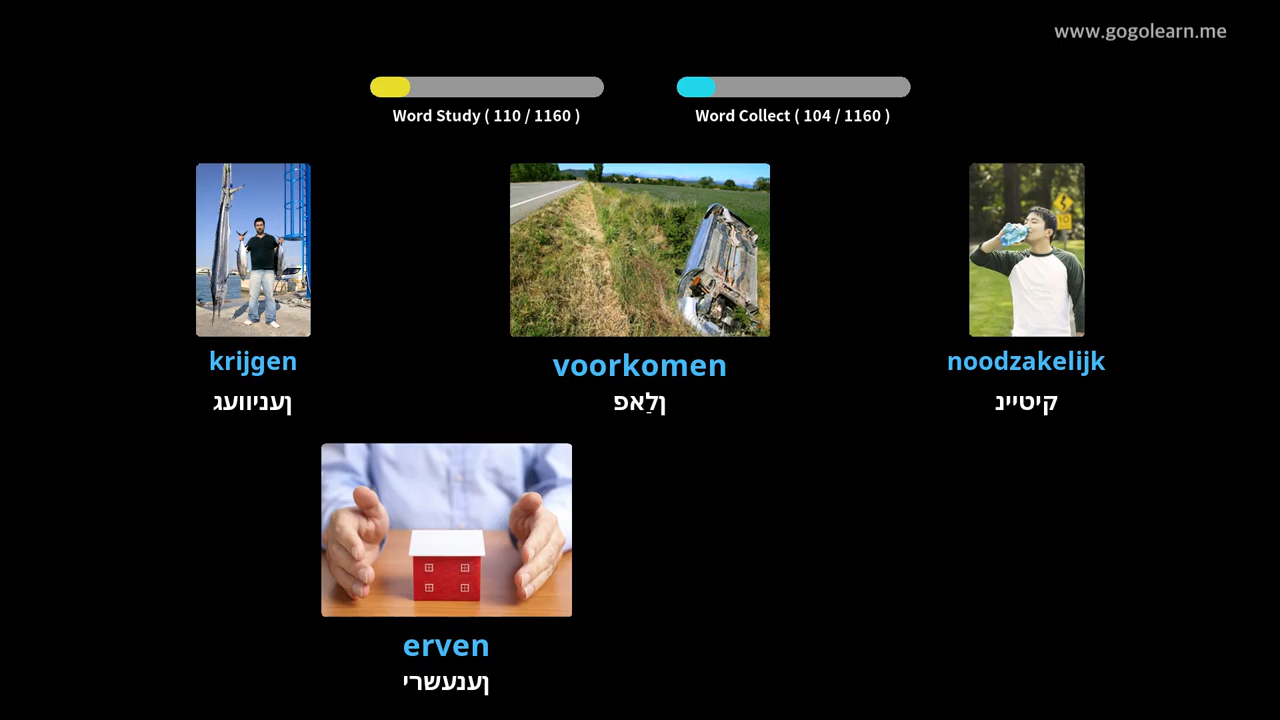 www.gogolearn.me
Word Study ( 110 / 1160 )
Word Collect ( 104 / 1160 )
krijgen
געווינען
voorkomen
פאַלן
noodzakelijk
נייטיק
erven
ירשענען